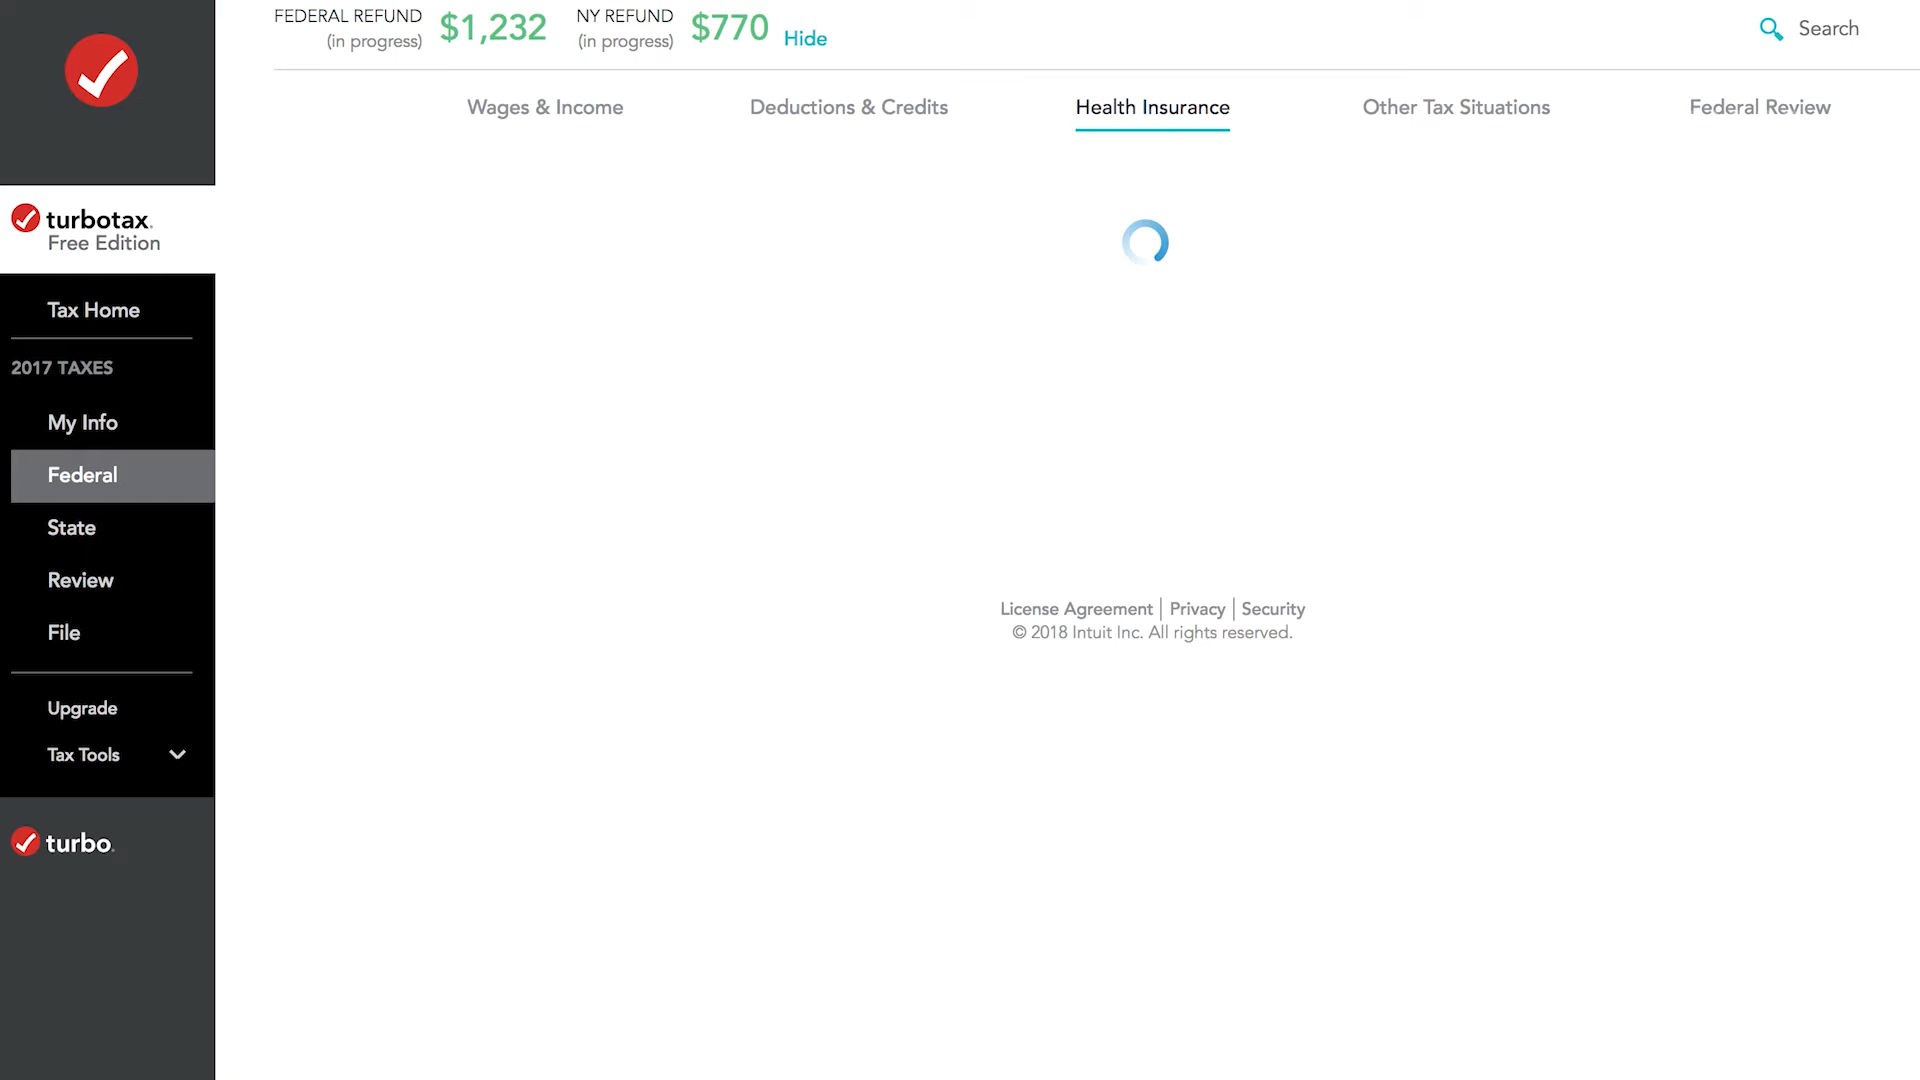 FEDERAL REFUND
(in progress)
$1,232
NY REFUND
(in progress)
$770
Hide
Search
Wages & Income
Deductions & Credits
Health Insurance
Other Tax Situations
Federal Review
turbotax.
Free Edition
Tax Home
2017 TAXES
My Info
Federal
State
Review
File
Upgrade
Tax Tools
turbo.
License Agreement | Privacy | Security
© 2018 Intuit Inc. All rights reserved.